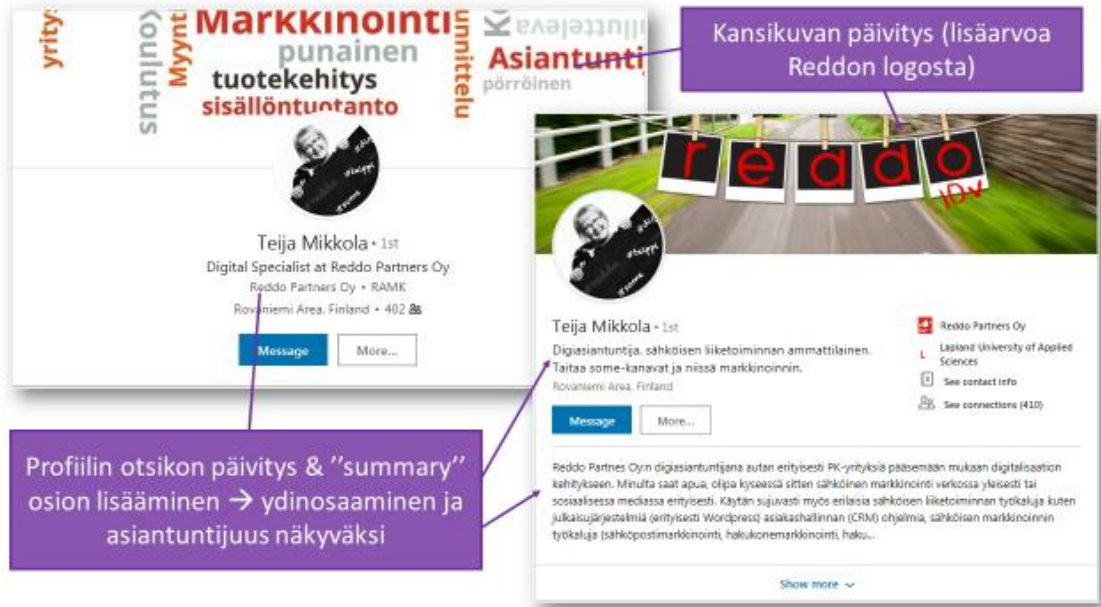 yritys
Koulutus
Myynti
Markkinointi
punainen
tuotekehitys
sisällöntuotanto
Asiantunti
pörröinen
Kansikuvan päivitys (lisäarvoa
Reddon logosta)
reddo
10v
Teija Mikkola • 1st
Digital Specialist at Reddo Partners Oy
Reddo Partners Oy • RAMK
Rovaniemi Area, Finland • 402
Message
More...
Teija Mikkola • 1st
Digiasiantuntija, sähköisen liiketoiminnan ammattilainen.
Taitaa some-kanavat ja niissä markkinoinnin.
Rovaniemi Area, Finland
Message
More...
Reddo Partners Oy
Lapland University of Applied
Sciences
See contact info
See connections (410)
Profiilin otsikon päivitys & ”summary”
osion lisääminen → ydinosaaminen ja
asiantuntijuus näkyväksi
Reddo Partnes Oy:n digiasiantuntijana autan erityisesti PK-yrityksiä pääsemään mukaan digitalisaation
kehitykseen. Minulta saat apua, olipa kyseessä sitten sähköinen markkinointi verkossa yleisesti tai
sosiaalisessa mediassa erityisesti. Käytän sujuvasti myös erilaisia sähköisen liiketoiminnan työkaluja kuten
julkaisujärjestelmiä (erityisesti Wordpress) asiakashallinnan (CRM) ohjelmia, sähköisen markkinoinnin
työkaluja (sähköpostimarkkinointi, hakukonemarkkinointi, haku...
Show more